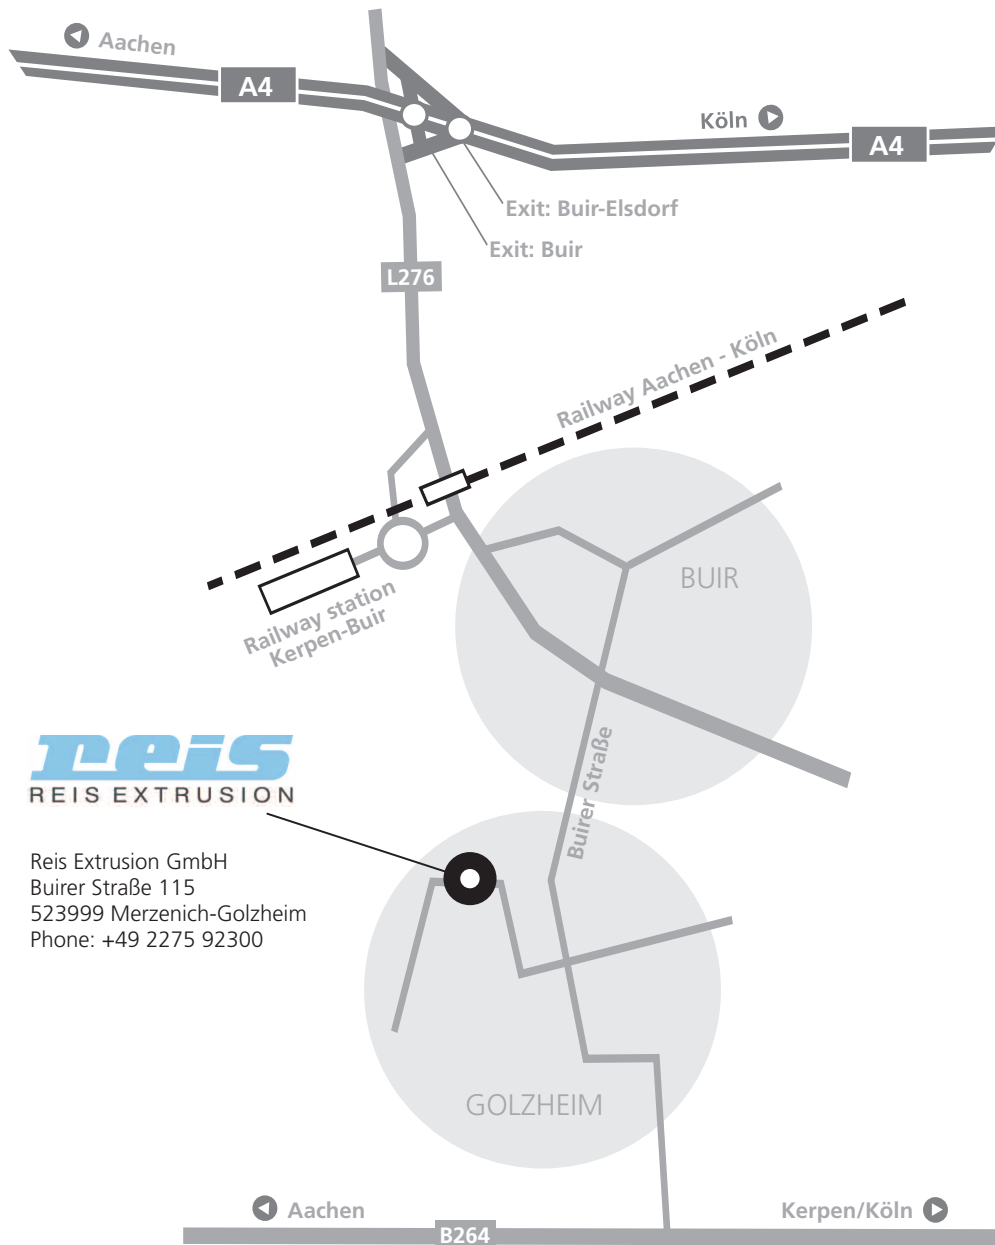 Aachen
A4
Köln
A4
Exit: Buir-Elsdorf
Exit: Buir
L276
Railway Aachen - Köln
BUIR
Railway station
Kerpen-Buir
reis
REIS EXTRUSION
Buirer Straße
Reis Extrusion GmbH
Buirer Straße 115
523999 Merzenich-Golzheim
Phone: +49 2275 92300
GOLZHEIM
Aachen
Kerpen/Köln
B264